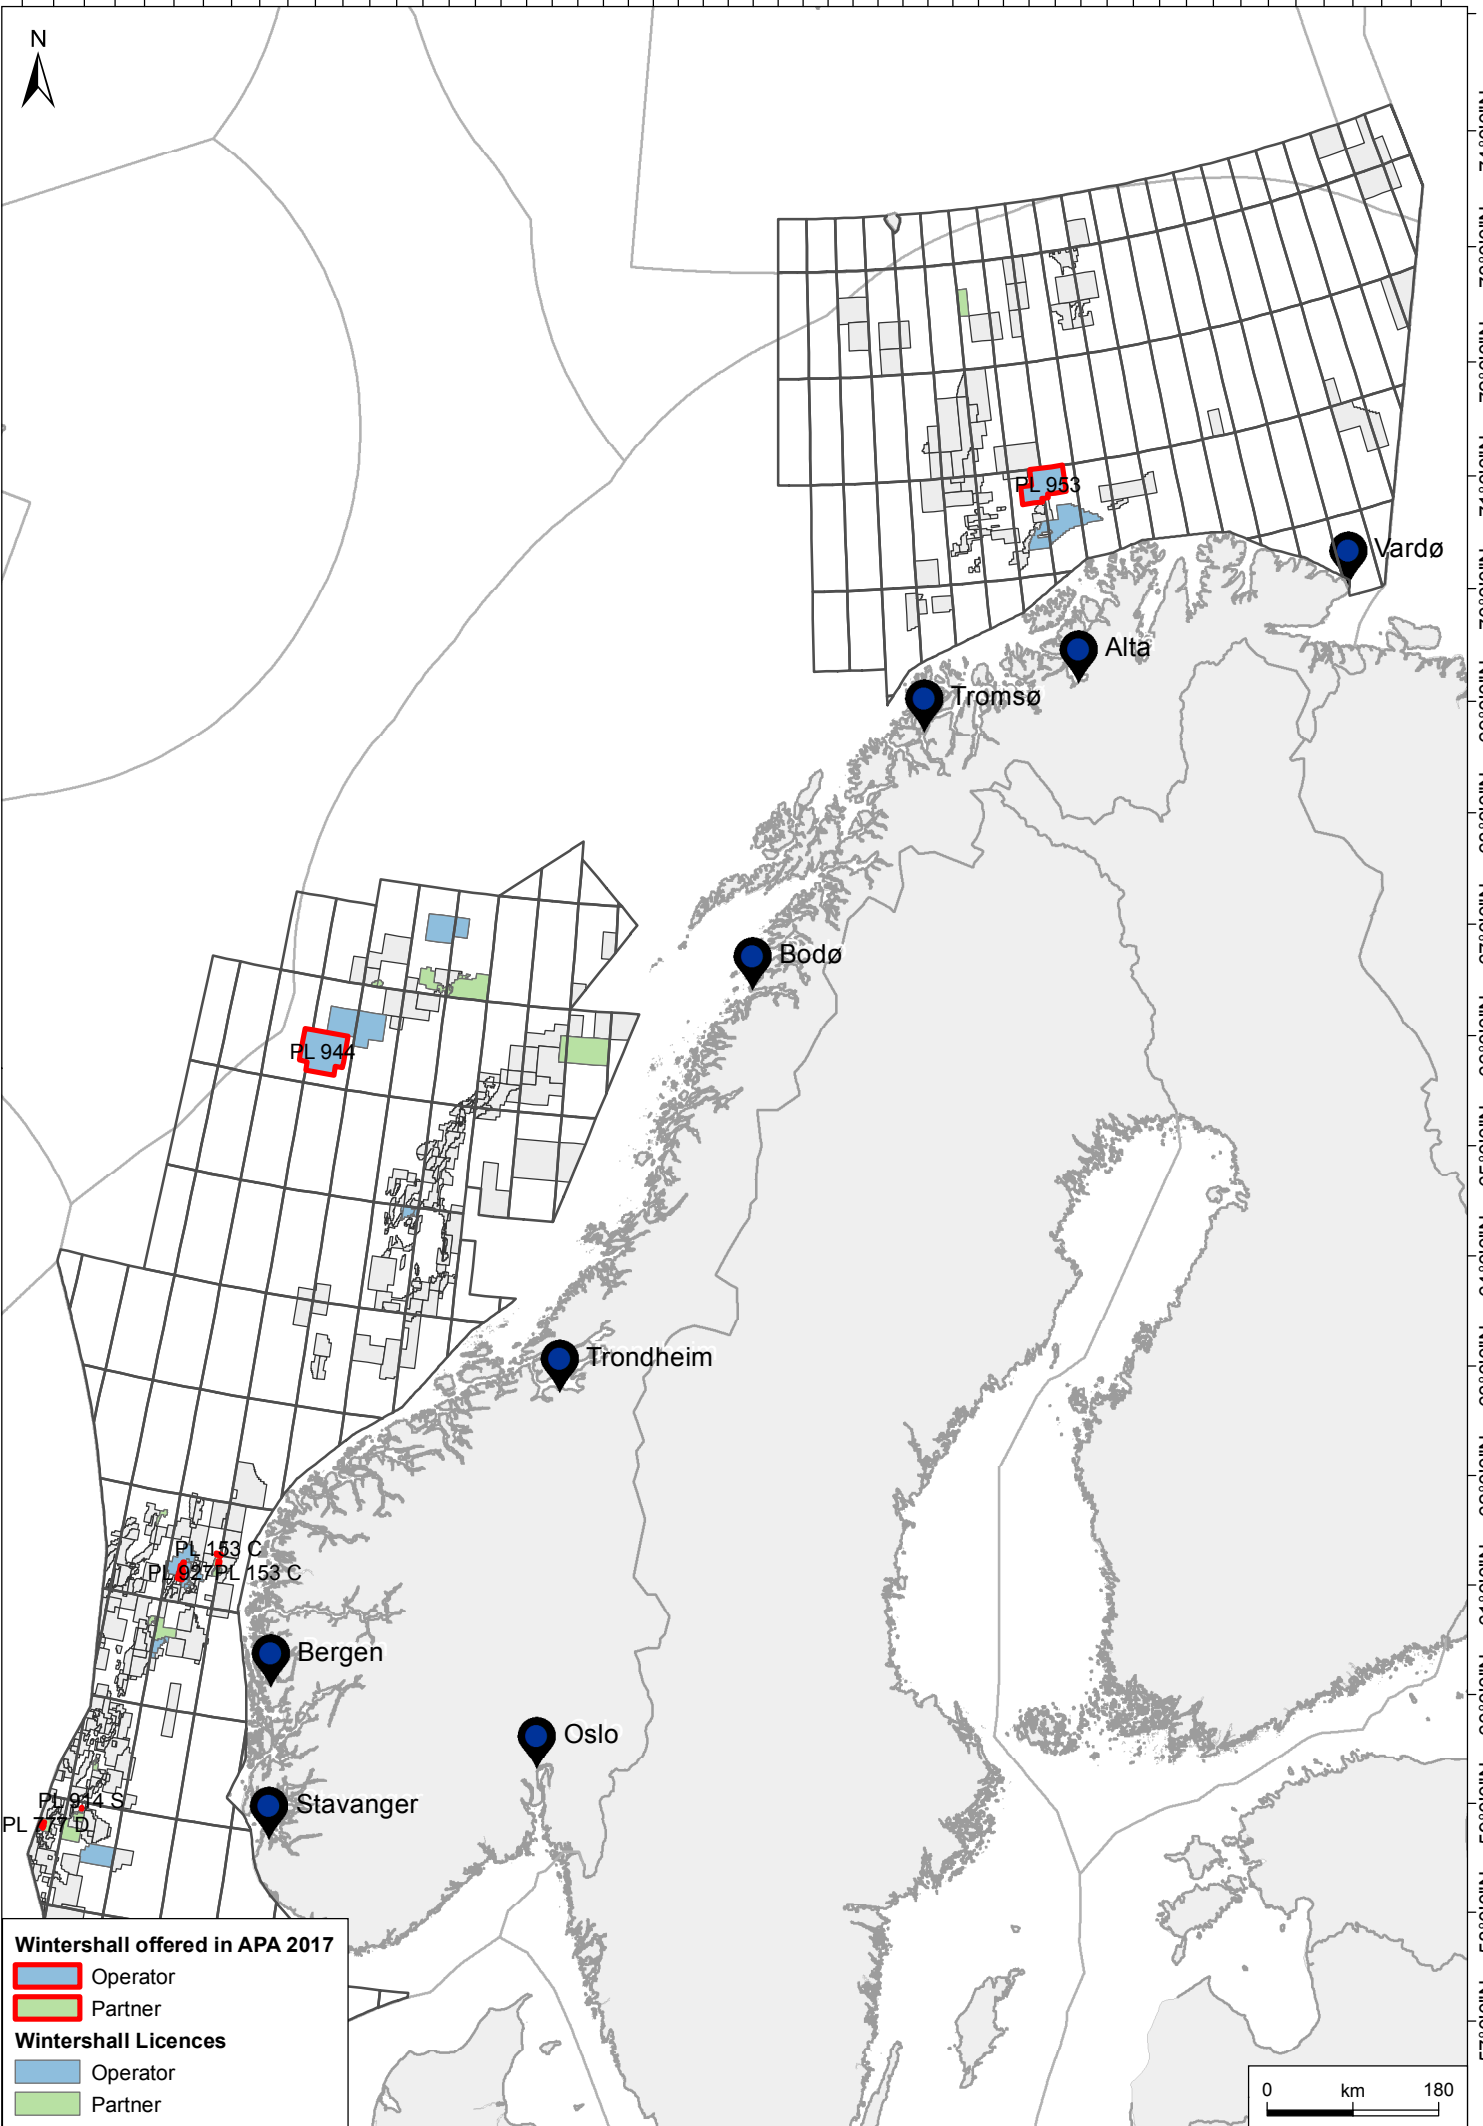 N
PL 953
Vardø
Alta
Tromsø
Bodø
PL 944
Trondheim
PL 153 C
PL 927
PL 153 C
Bergen
Oslo
Stavanger
PL 914 S
PL 777 D
Wintershall offered in APA 2017
Operator
Partner
Wintershall Licences
Operator
Partner
0 km 180